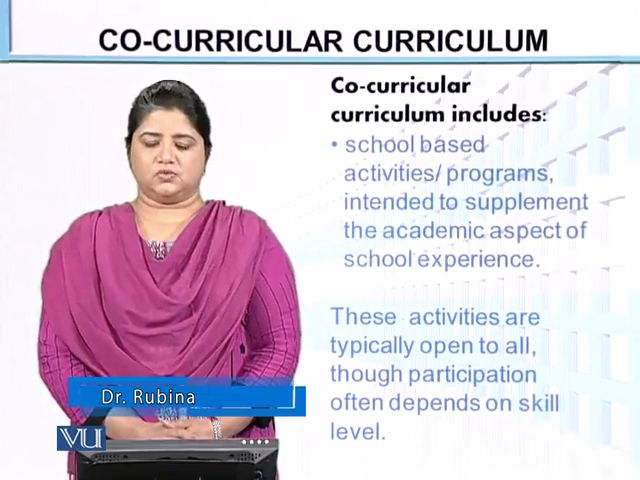 CO-CURRICULAR CURRICULUM
Co-curricular
curriculum includes:
• school based
activities/ programs,
intended to supplement
the academic aspect of
school experience.
These activities are
typically open to all,
though participation
often depends on skill
level.
Dr. Rubina
VU